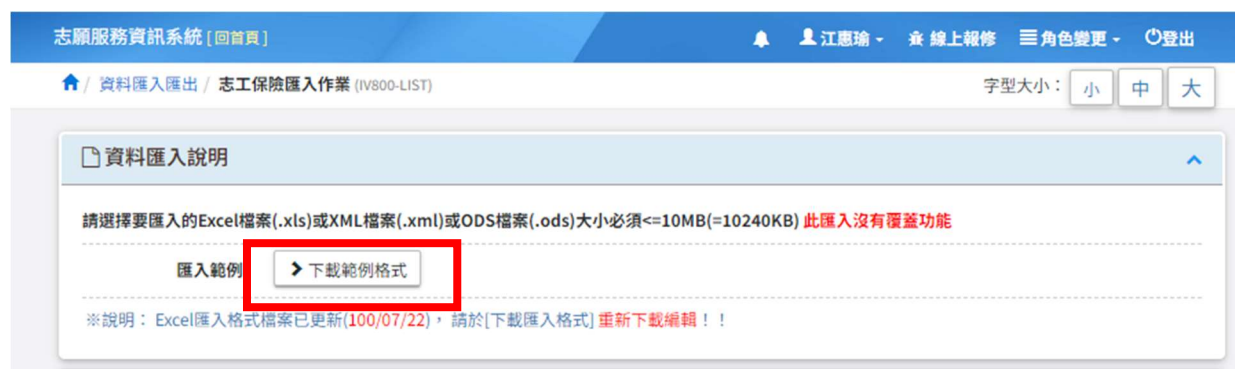 志願服務資訊系統 [回首頁] 江惠瑜 線上報修 角色變更 登出
/ 資料匯入匯出 / 志工保險匯入作業 (IV800-LIST) 字型大小： 小 中 大
資料匯入說明
請選擇要匯入的Excel檔案(.xls)或XML檔案(.xml)或ODS檔案(.ods)大小必須<=10MB(=10240KB) 此匯入沒有覆蓋功能
匯入範例 下載範例格式
※說明： Excel匯入格式檔案已更新(100/07/22)， 請於[下載匯入格式] 重新下載編輯！！